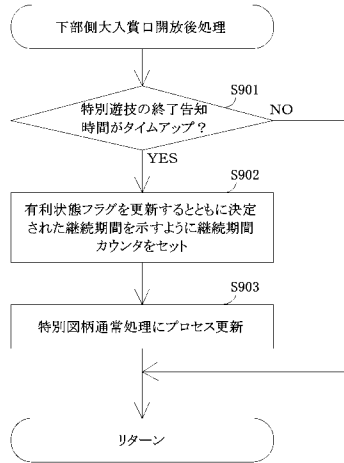 下部側大入賞口開放後処理
S901
特別遊技の終了告知
時間がタイムアップ？
NO
YES
S902
有利状態フラグを更新するとともに決定
された継続期間を示すように継続期間
カウンタをセット
S903
特別図柄通常処理にプロセス更新
リターン